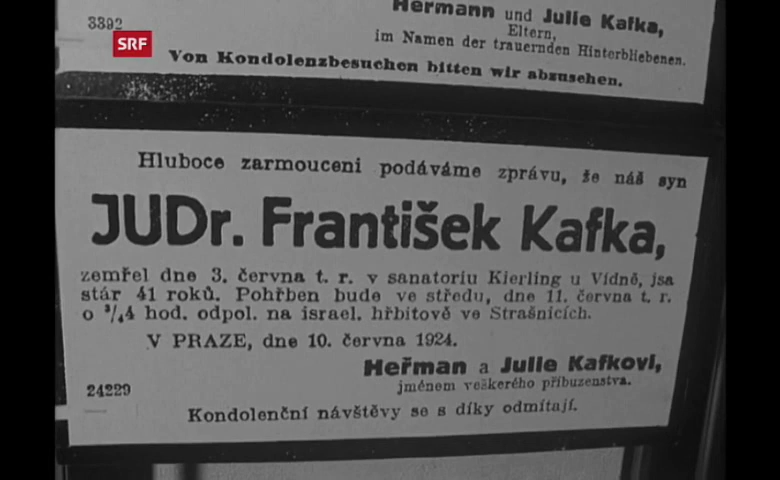 3392
SRF
Hermann und Julie Kafka,
Eltern,
im Namen der trauernden Hinterbliebenen.
Von Kondolenzbesuchen bitten wir abzusehen.
Hluboce zarmouceni podáváme zprávu, že náš syn
JUDr. František Kafka,
zemřel dne 3. června t. r. v sanatoriu Kierling u Vídně, jsa
stár 41 roků. Pohřben bude ve středu, dne 11. června t. r.
o ³/₄4 hod. odpol. na israel. hřbitově ve Strašnicích.
V PRAZE, dne 10. června 1924.
Heřman a Julie Kafkovi,
jménem veškerého příbuzenstva.
24229
Kondolenční návštěvy se s díky odmítají.